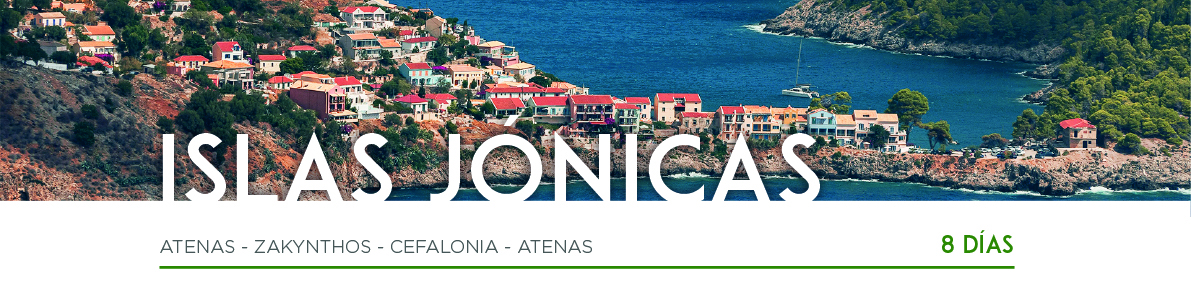 ISLAS JÓNICAS
ATENAS - ZAKYNTHOS - CEFALONIA - ATENAS
8 DÍAS